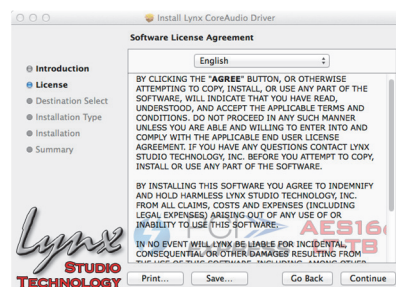 Install Lynx CoreAudio Driver
Software License Agreement
English
Introduction
License
Destination Select
Installation Type
Installation
Summary
BY CLICKING THE "AGREE" BUTTON, OR OTHERWISE
ATTEMPTING TO COPY, INSTALL, OR USE ANY PART OF THE
SOFTWARE, WILL INDICATE THAT YOU HAVE READ,
UNDERSTOOD, AND ACCEPT THE APPLICABLE TERMS AND
CONDITIONS. DO NOT PROCEED IN ANY SUCH MANNER
UNLESS YOU ARE ABLE AND WILLING TO ENTER INTO AND
COMPLY WITH THE APPLICABLE END USER LICENSE
AGREEMENT. IF YOU HAVE ANY QUESTIONS CONTACT LYNX
STUDIO TECHNOLOGY, INC. BEFORE YOU ATTEMPT TO COPY,
INSTALL OR USE ANY PART OF THE SOFTWARE.
BY INSTALLING THIS SOFTWARE YOU AGREE TO INDEMNIFY
AND HOLD HARMLESS LYNX STUDIO TECHNOLOGY, INC.
FROM ALL CLAIMS, COSTS AND EXPENSES (INCLUDING
LEGAL EXPENSES) ARISING OUT OF ANY USE OF OR
INABILITY TO USE THIS SOFTWARE.
IN NO EVENT WILL LYNX BE LIABLE FOR INCIDENTAL,
CONSEQUENTIAL OR OTHER DAMAGES RESULTING FROM
AES16
TB
Lynx
STUDIO
TECHNOLOGY
Print...
Save...
Go Back
Continue